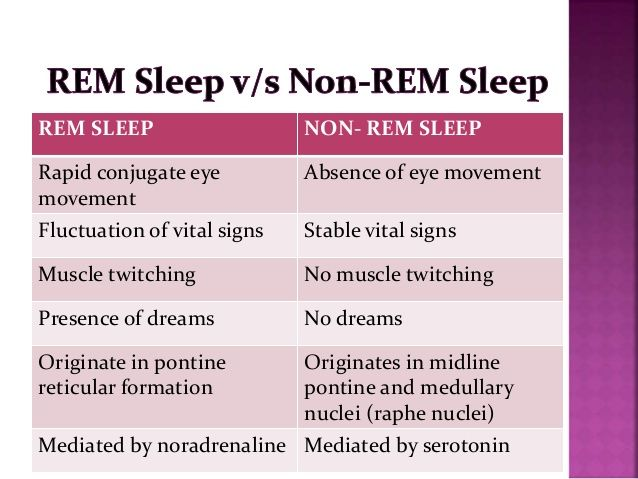 REM Sleep v/s Non-REM Sleep
REM SLEEP
NON- REM SLEEP
Rapid conjugate eye
movement
Absence of eye movement
Fluctuation of vital signs
Stable vital signs
Muscle twitching
No muscle twitching
Presence of dreams
No dreams
Originate in pontine
reticular formation
Originates in midline
pontine and medullary
nuclei (raphe nuclei)
Mediated by noradrenaline
Mediated by serotonin